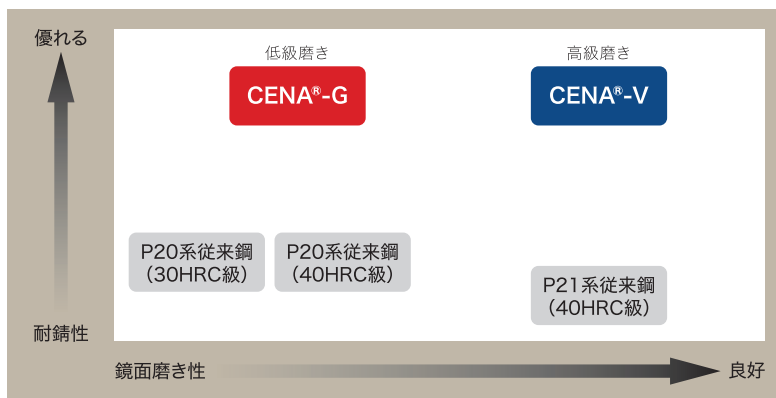 優れる
低級磨き
高級磨き
CENA®-G
CENA®-V
P20系従来鋼
(30HRC級)
P20系従来鋼
(40HRC級)
P21系従来鋼
(40HRC級)
耐錆性
鏡面磨き性
良好